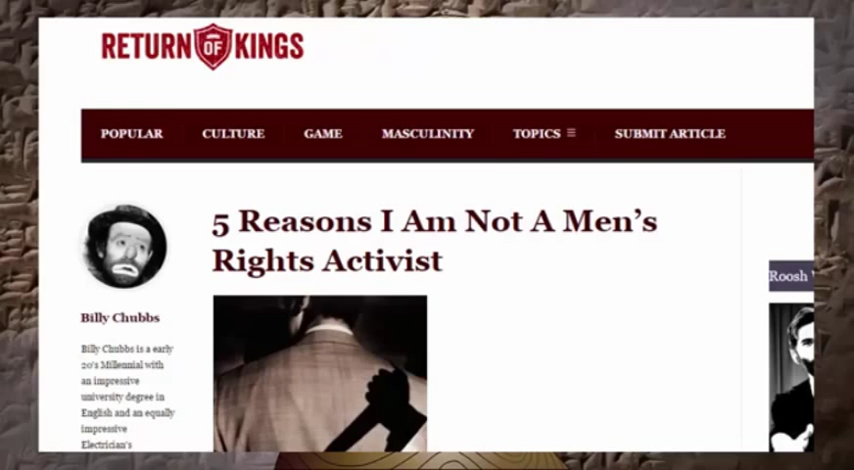 RETURN OF KINGS
POPULAR CULTURE GAME MASCULINITY TOPICS SUBMIT ARTICLE
5 Reasons I Am Not A Men's
Rights Activist
Billy Chubbs
Billy Chubbs is a early
20's Millennial with
an impressive
university degree in
English and an equally
impressive
Electrician's
Roosh